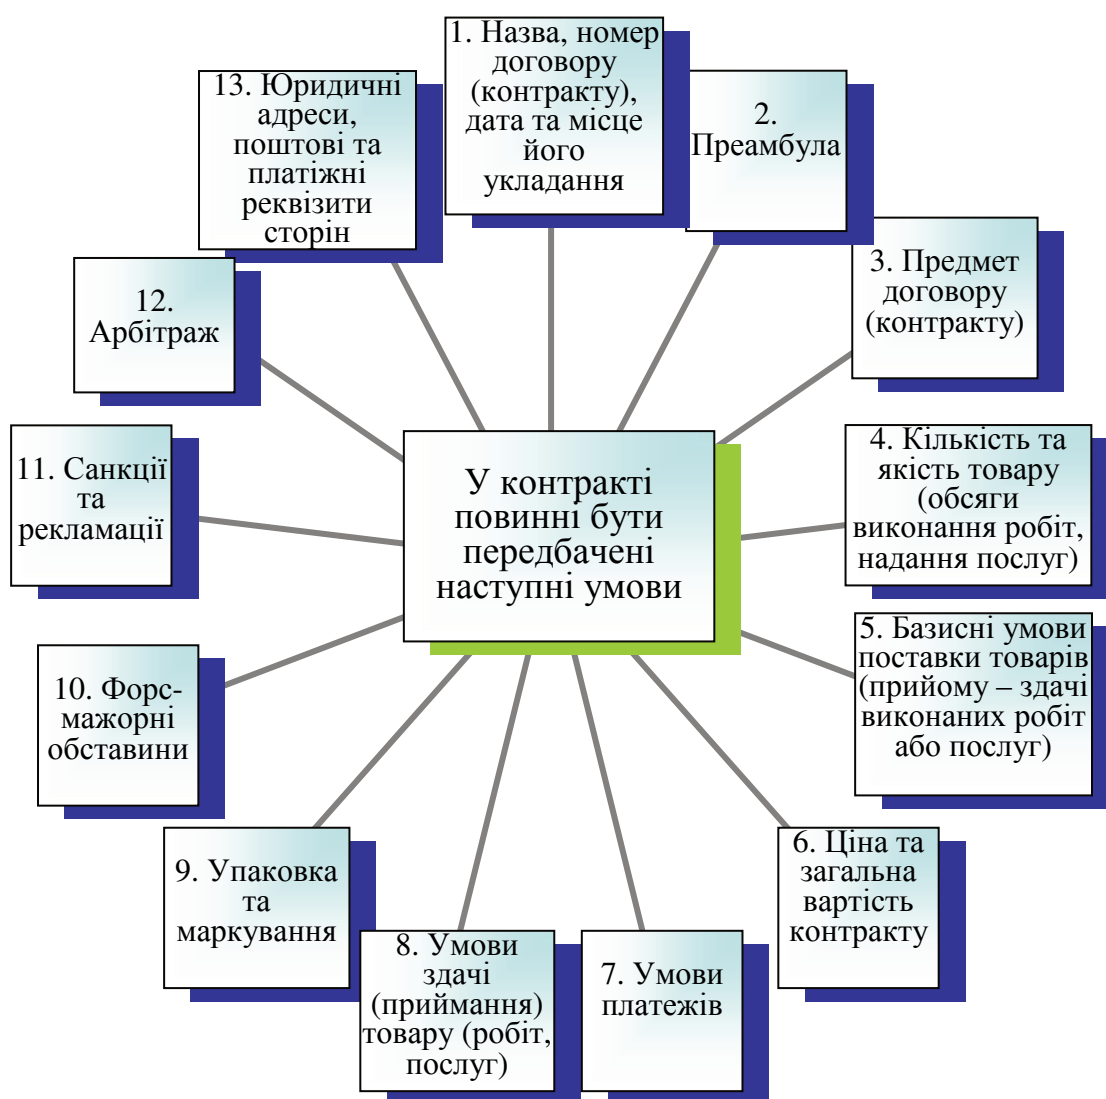 У контракті
повинні бути
передбачені
наступні умови
1. Назва, номер
договору
(контракту),
дата та місце
його
укладання
2.
Преамбула
3. Предмет
договору
(контракту)
4. Кількість та
якість товару
(обсяги
виконання робіт,
надання послуг)
5. Базисні умови
поставки товарів
(прийому – здачі
виконаних робіт
або послуг)
6. Ціна та
загальна
вартість
контракту
7. Умови
платежів
8. Умови
здачі
(приймання)
товару (робіт,
послуг)
9. Упаковка
та
маркування
10. Форс-
мажорні
обставини
11. Санкції
та
рекламації
12.
Арбітраж
13. Юридичні
адреси,
поштові та
платіжні
реквізити
сторін